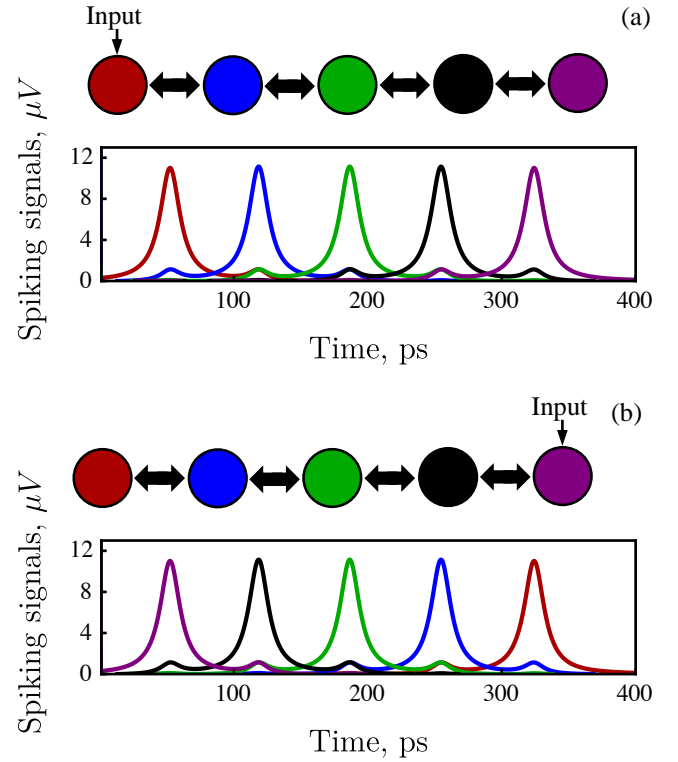 Input
(a)
Spiking signals, μV
12
8
4
0
100
200
300
400
Time, ps
Input
(b)
Spiking signals, μV
12
8
4
0
100
200
300
400
Time, ps